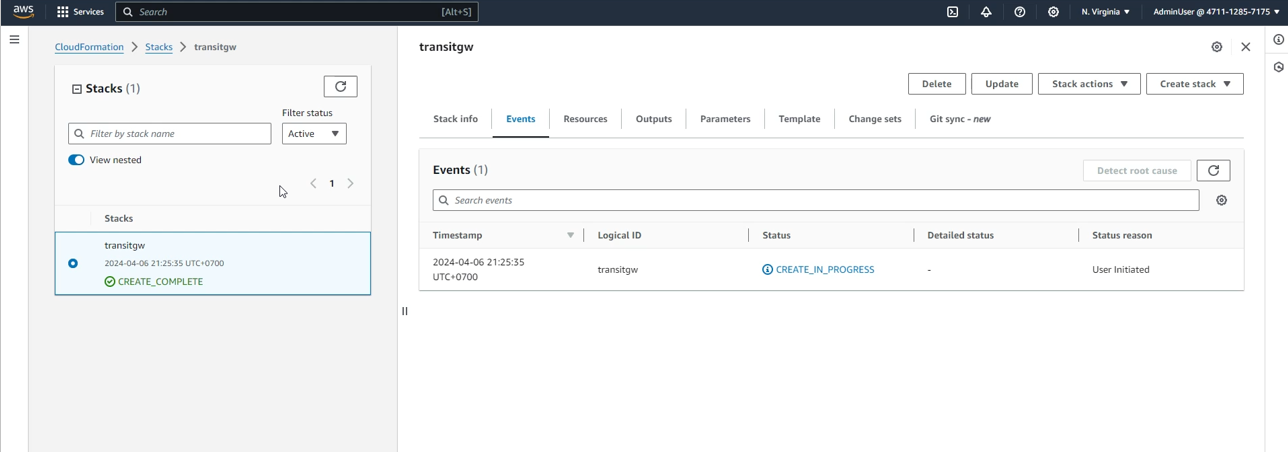 aws
Services
Search
[Alt+S]
N. Virginia
AdminUser @ 4711-1285-7175
CloudFormation
Stacks
transitgw
Stacks (1)
Filter status
Filter by stack name
Active
View nested
1
Stacks
transitgw
2024-04-06 21:25:35 UTC+0700
CREATE_COMPLETE
transitgw
Delete
Update
Stack actions
Create stack
Stack info
Events
Resources
Outputs
Parameters
Template
Change sets
Git sync - new
Events (1)
Detect root cause
Search events
Timestamp
Logical ID
Status
Detailed status
Status reason
2024-04-06 21:25:35
UTC+0700
transitgw
CREATE_IN_PROGRESS
-
User Initiated